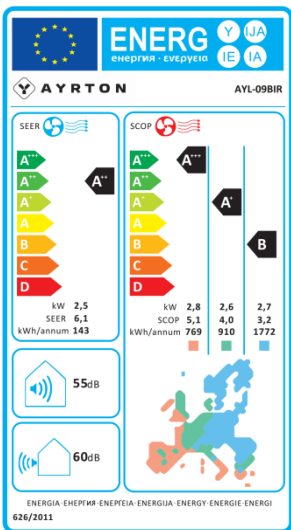 ENERG
енергия · ενεργεια
Y IJA
IE IA
AYRTON
AYL-09BIR
SEER
SCOP
A+++
A++
A+
A
B
C
D
A++
kW 2,5
SEER 6,1
kWh/annum 143
A+++
A++
A+
A
B
C
D
A+++
A+
B
kW 2,8 2,6 2,7
SCOP 5,1 4,0 3,2
kWh/annum 769 910 1772
55dB
60dB
ENERGIA·ЕНЕРГИЯ·ΕΝΕΡΓΕΙΑ·ENERGIJA·ENERGY·ENERGIE·ENERGI
626/2011